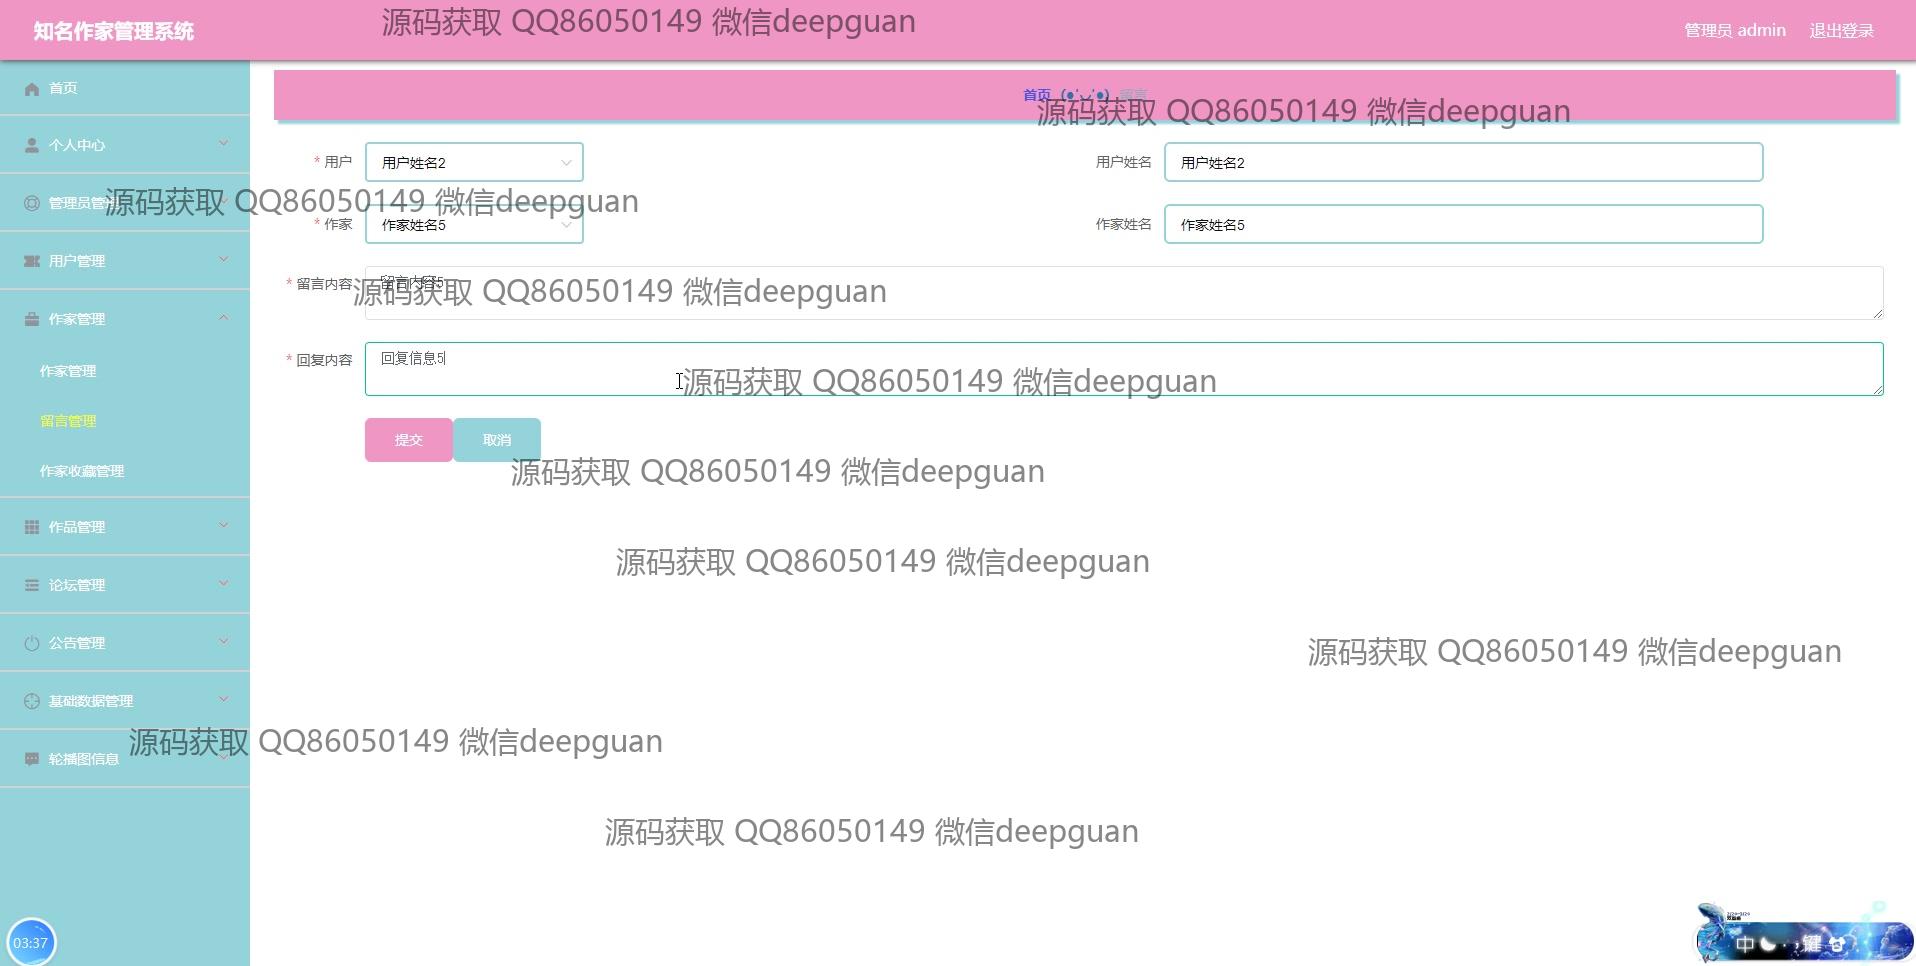 知名作家管理系统
源码获取 QQ86050149 微信deepguan
管理员 admin
退出登录
首页
首页 (●'◡'●) 留言
源码获取 QQ86050149 微信deepguan
个人中心
* 用户
用户姓名2
用户姓名
用户姓名2
管理员管理
源码获取 QQ86050149 微信deepguan
* 作家
作家姓名5
作家姓名
作家姓名5
用户管理
* 留言内容
留言内容5
源码获取 QQ86050149 微信deepguan
作家管理
* 回复内容
回复信息5
作家管理
源码获取 QQ86050149 微信deepguan
留言管理
提交
取消
作家收藏管理
源码获取 QQ86050149 微信deepguan
作品管理
源码获取 QQ86050149 微信deepguan
论坛管理
公告管理
源码获取 QQ86050149 微信deepguan
基础数据管理
源码获取 QQ86050149 微信deepguan
轮播图信息
源码获取 QQ86050149 微信deepguan
03:37
中
键